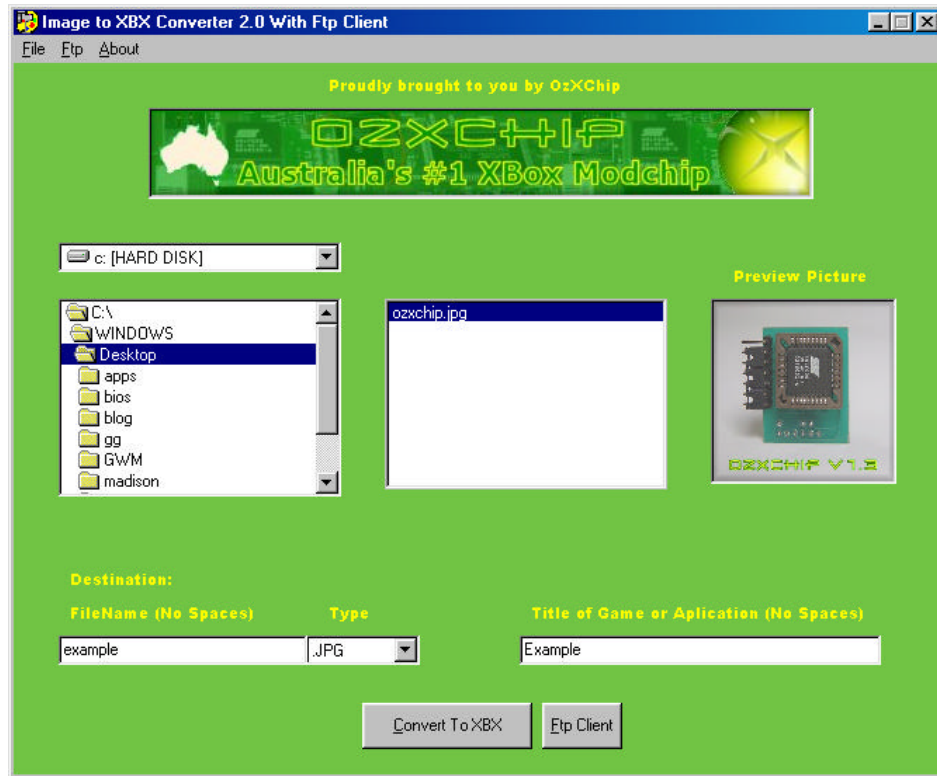 Image to XBX Converter 2.0 With Ftp Client
File Ftp About
Proudly brought to you by OzXChip
OZXCHIP
Australia's #1 XBox Modchip
c: [HARD DISK]
Preview Picture
C:\
WINDOWS
Desktop
apps
bios
blog
gg
GWM
madison
ozxchip.jpg
OZXCHIP V1.3
Destination:
FileName (No Spaces) Type Title of Game or Aplication (No Spaces)
example .JPG Example
Convert To XBX Ftp Client